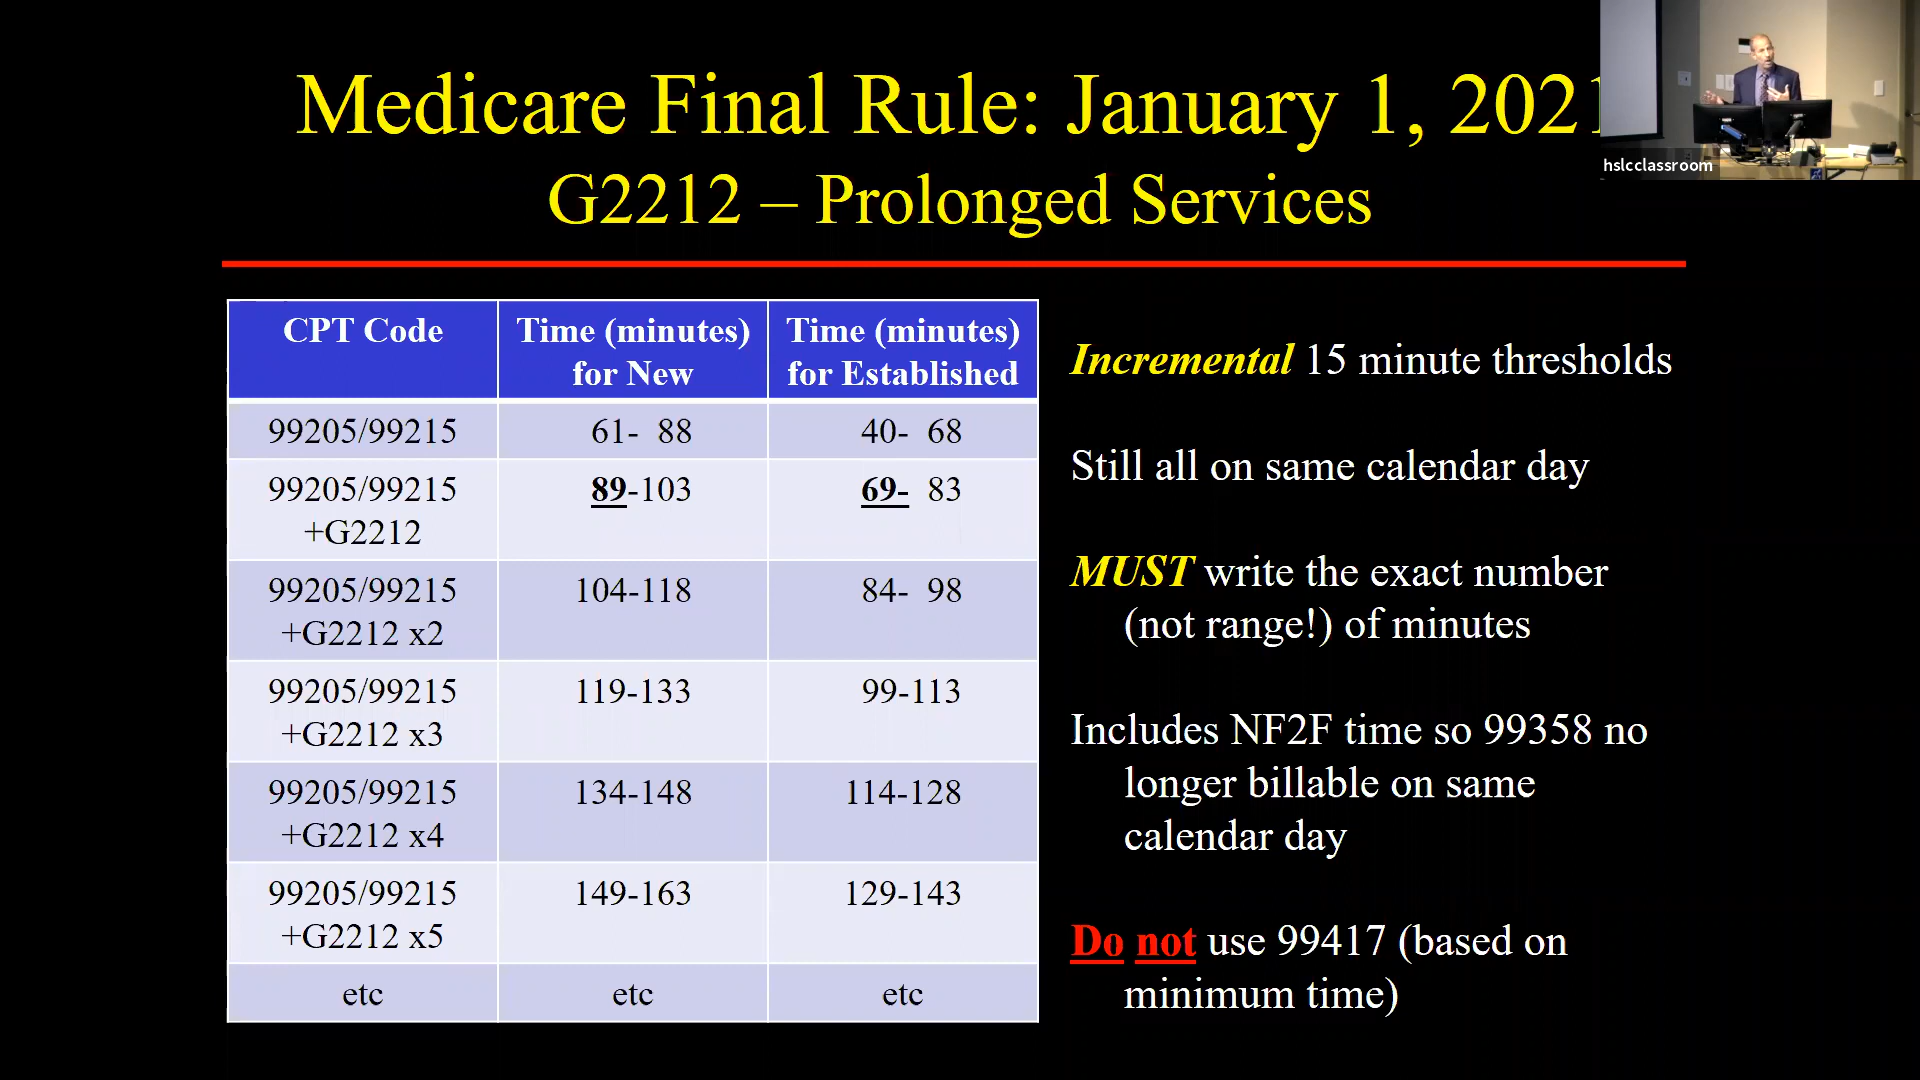 Medicare Final Rule: January 1, 2021
G2212 – Prolonged Services
hslcclassroom
CPT Code
Time (minutes)
for New
Time (minutes)
for Established
99205/99215
61- 88
40- 68
99205/99215
+G2212
89-103
69- 83
99205/99215
+G2212 x2
104-118
84- 98
99205/99215
+G2212 x3
119-133
99-113
99205/99215
+G2212 x4
134-148
114-128
99205/99215
+G2212 x5
149-163
129-143
etc
etc
etc
Incremental 15 minute thresholds
Still all on same calendar day
MUST write the exact number
(not range!) of minutes
Includes NF2F time so 99358 no
longer billable on same
calendar day
Do not use 99417 (based on
minimum time)